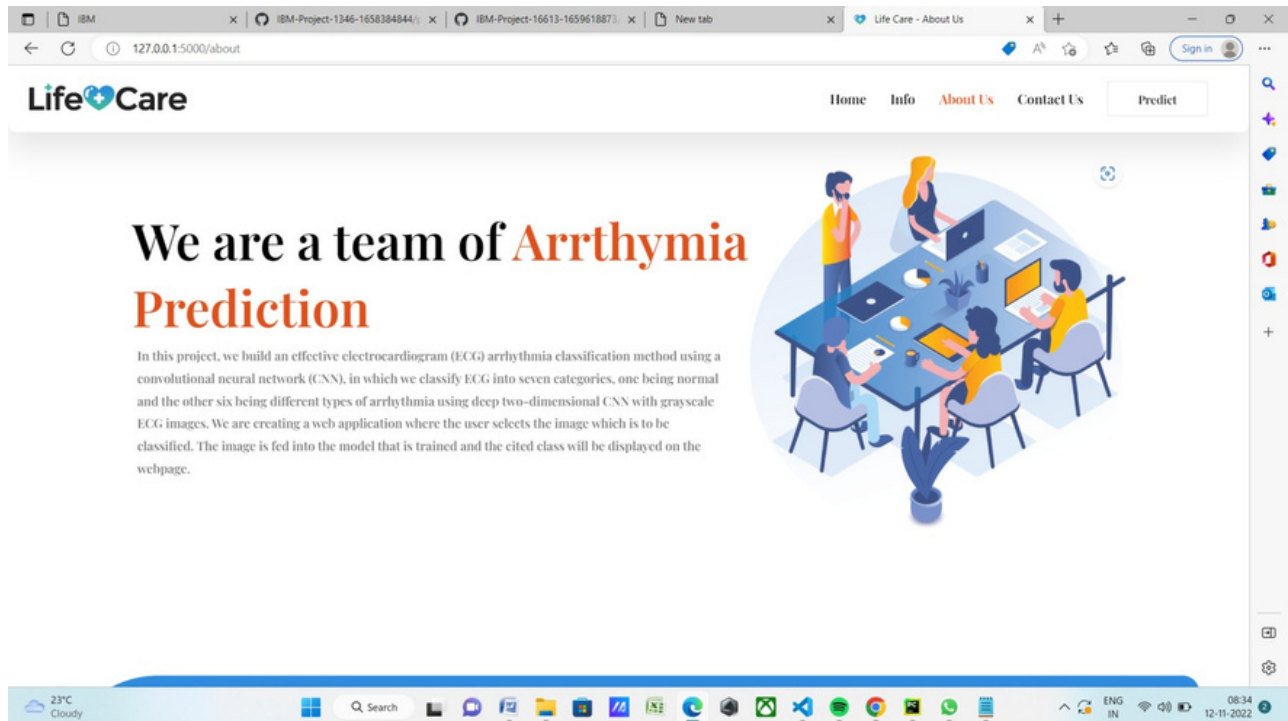 IBM
IBM-Project-1346-1658384844/
IBM-Project-16613-1659618873
New tab
Life Care - About Us
127.0.0.1:5000/about
Sign in
Life Care
Home Info About Us Contact Us Predict
We are a team of Arrthymia
Prediction
In this project, we build an effective electrocardiogram (ECG) arrhythmia classification method using a
convolutional neural network (CNN), in which we classify ECG into seven categories, one being normal
and the other six being different types of arrhythmia using deep two-dimensional CNN with grayscale
ECG images. We are creating a web application where the user selects the image which is to be
classified. The image is fed into the model that is trained and the cited class will be displayed on the
webpage.
23°C
Cloudy
Search
ENG
IN
08:34
12-11-2022
2